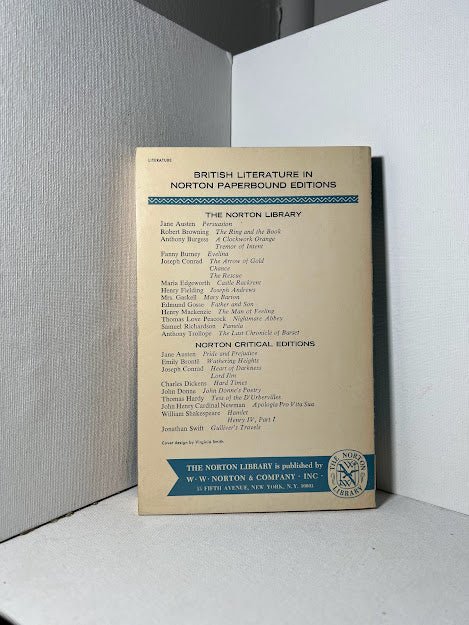 LITERATURE
BRITISH LITERATURE IN
NORTON PAPERBOUND EDITIONS
THE NORTON LIBRARY
Jane Austen Persuasion
Robert Browning The Ring and the Book
Anthony Burgess A Clockwork Orange
Tremor of Intent
Fanny Burney Evelina
Joseph Conrad The Arrow of Gold
Chance
The Rescue
Maria Edgeworth Castle Rackrent
Henry Fielding Joseph Andrews
Mrs. Gaskell Mary Barton
Edmund Gosse Father and Son
Henry Mackenzie The Man of Feeling
Thomas Love Peacock Nightmare Abbey
Samuel Richardson Pamela
Anthony Trollope The Last Chronicle of Barset
NORTON CRITICAL EDITIONS
Jane Austen Pride and Prejudice
Emily Brontë Wuthering Heights
Joseph Conrad Heart of Darkness
Lord Jim
Charles Dickens Hard Times
John Donne John Donne's Poetry
Thomas Hardy Tess of the D'Urbervilles
John Henry Cardinal Newman Apologia Pro Vita Sua
William Shakespeare Hamlet
Henry IV, Part I
Jonathan Swift Gulliver's Travels
Cover design by Virginia Smith
THE NORTON LIBRARY is published by
W · W · NORTON & COMPANY · INC ·
55 FIFTH AVENUE, NEW YORK, N.Y. 10003
THE NORTON
LIBRARY